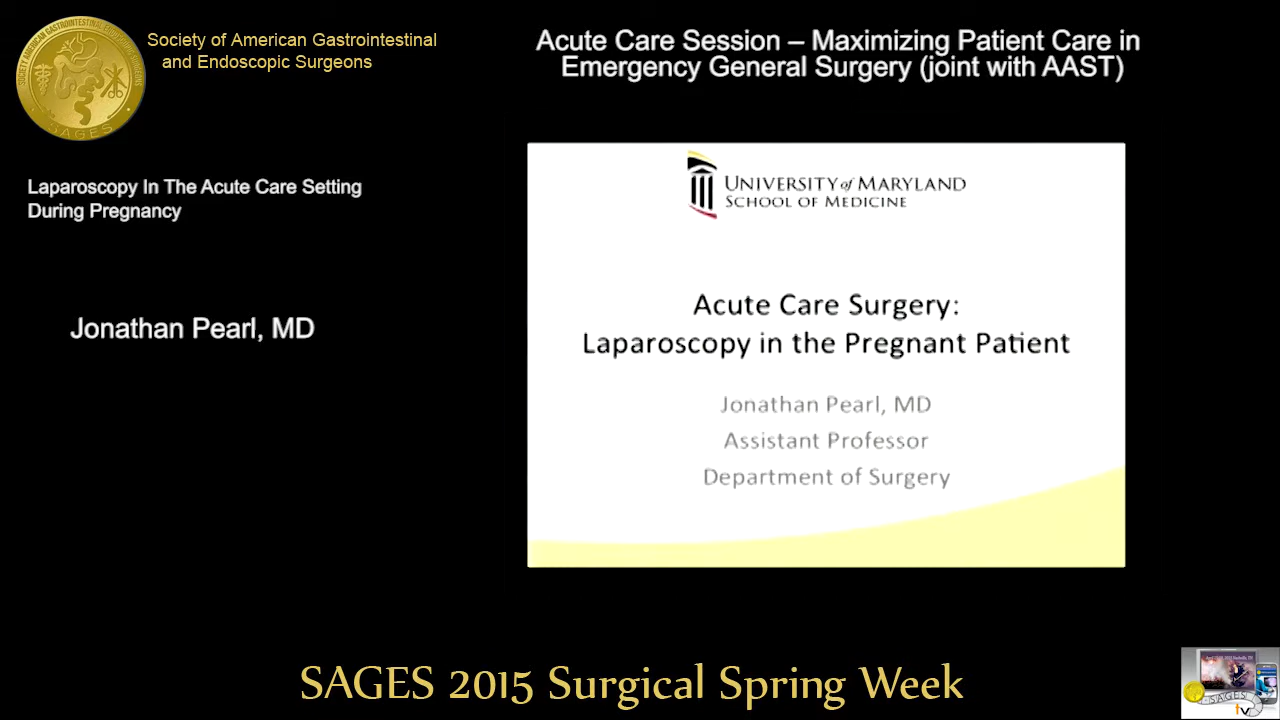 Society of American Gastrointestinal
and Endoscopic Surgeons
SAGES
Acute Care Session – Maximizing Patient Care in
Emergency General Surgery (joint with AAST)
Laparoscopy In The Acute Care Setting
During Pregnancy
Jonathan Pearl, MD
UNIVERSITY of MARYLAND
SCHOOL OF MEDICINE
Acute Care Surgery:
Laparoscopy in the Pregnant Patient
Jonathan Pearl, MD
Assistant Professor
Department of Surgery
SAGES 2015 Surgical Spring Week
SAGES
tv